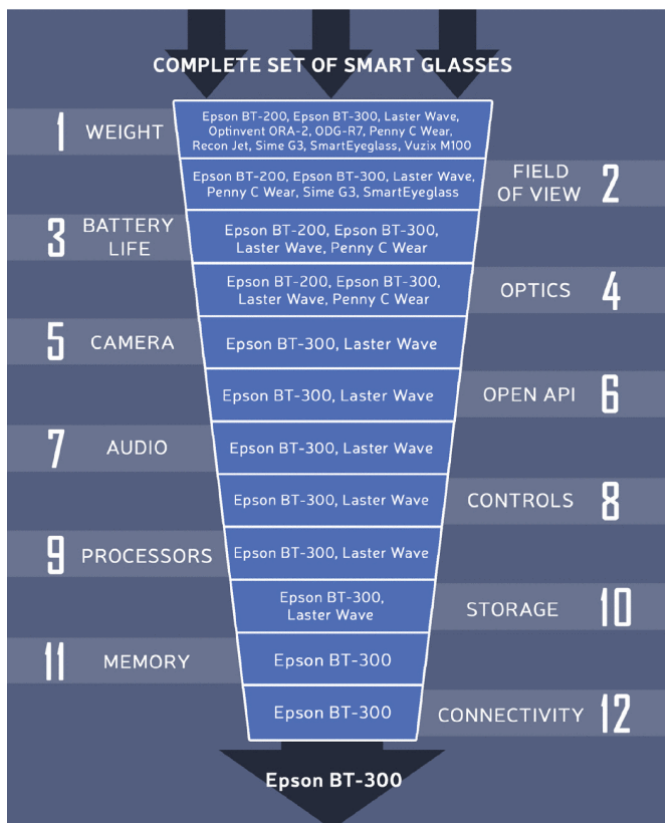 COMPLETE SET OF SMART GLASSES
1 WEIGHT
Epson BT-200, Epson BT-300, Laster Wave,
Optinvent ORA-2, ODG-R7, Penny C Wear,
Recon Jet, Sime G3, SmartEyeglass, Vuzix M100
Epson BT-200, Epson BT-300, Laster Wave,
Penny C Wear, Sime G3, SmartEyeglass
FIELD
OF VIEW 2
3 BATTERY
LIFE
Epson BT-200, Epson BT-300,
Laster Wave, Penny C Wear
Epson BT-200, Epson BT-300,
Laster Wave, Penny C Wear
OPTICS 4
5 CAMERA
Epson BT-300, Laster Wave
Epson BT-300, Laster Wave
OPEN API 6
7 AUDIO
Epson BT-300, Laster Wave
Epson BT-300, Laster Wave
CONTROLS 8
9 PROCESSORS
Epson BT-300, Laster Wave
Epson BT-300,
Laster Wave
STORAGE 10
11 MEMORY
Epson BT-300
Epson BT-300
CONNECTIVITY 12
Epson BT-300